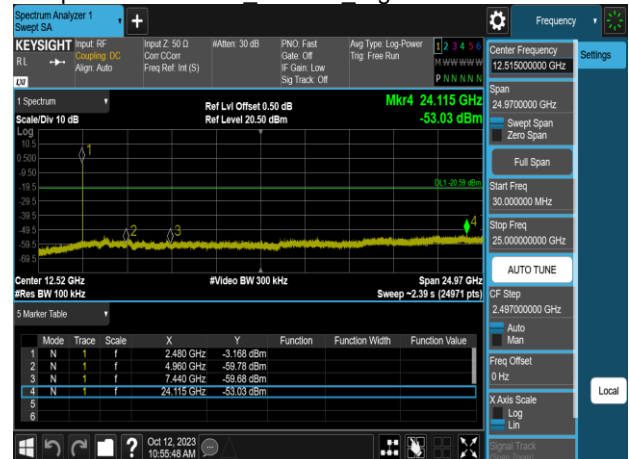 Spectrum Analyzer 1
Swept SA
+
Frequency
KEYSIGHT
RL
LXI
Input: RF
Coupling: DC
Align: Auto
Input Z: 50 Ω
Corr CCorr
Freq Ref: Int (S)
#Atten: 30 dB
PNO: Fast
Gate: Off
IF Gain: Low
Sig Track: Off
Avg Type: Log-Power
Trig: Free Run
1 2 3 4 5 6
M W W W W W
P N N N N N
1 Spectrum
Scale/Div 10 dB
Ref Lvl Offset 0.50 dB
Ref Level 20.50 dBm
Mkr4 24.115 GHz
-53.03 dBm
Log
10.5
0.500
-9.50
-19.5
-29.5
-39.5
-49.5
-59.5
-69.5
1
2
3
4
DL1 -20.59 dBm
Center 12.52 GHz
#Res BW 100 kHz
#Video BW 300 kHz
Span 24.97 GHz
Sweep ~2.39 s (24971 pts)
5 Marker Table
Mode Trace Scale X Y Function Function Width Function Value
1 N 1 f 2.480 GHz -3.168 dBm
2 N 1 f 4.960 GHz -59.78 dBm
3 N 1 f 7.440 GHz -59.68 dBm
4 N 1 f 24.115 GHz -53.03 dBm
5
6
?
Oct 12, 2023
10:55:48 AM
Center Frequency
12.515000000 GHz
Settings
Span
24.9700000 GHz
Swept Span
Zero Span
Full Span
Start Freq
30.000000 MHz
Stop Freq
25.000000000 GHz
AUTO TUNE
CF Step
2.497000000 GHz
Auto
Man
Freq Offset
0 Hz
X Axis Scale
Log
Lin
Local
Signal Track
(Span Zoom)